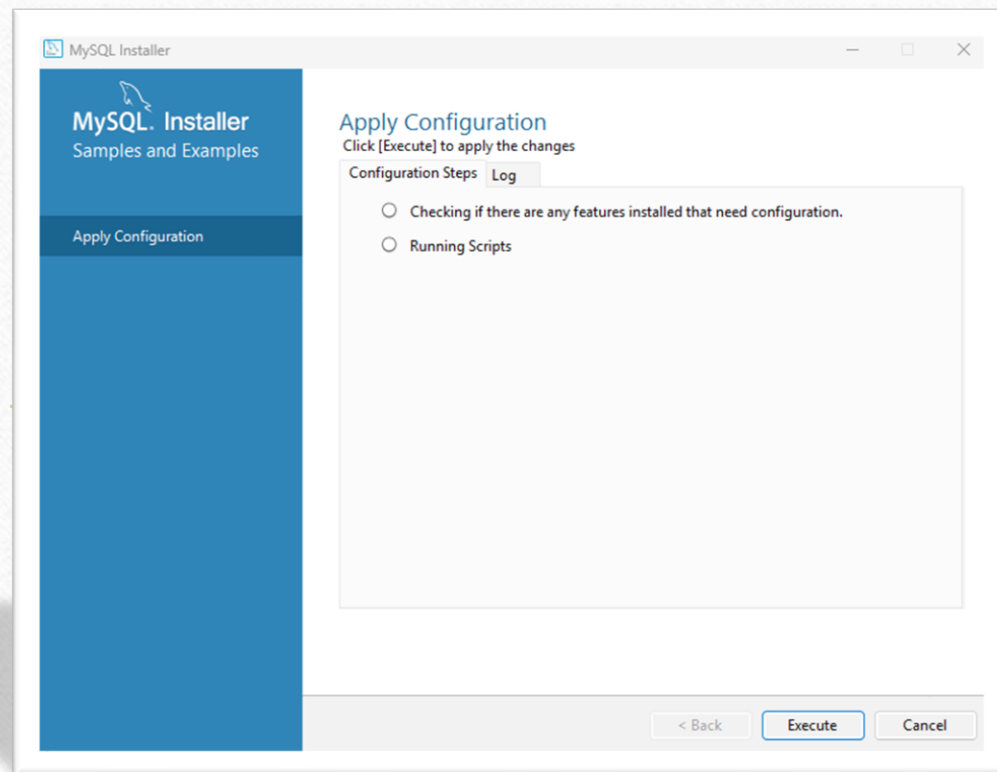 MySQL Installer
MySQL. Installer
Samples and Examples
Apply Configuration
Apply Configuration
Click [Execute] to apply the changes
Configuration Steps Log
Checking if there are any features installed that need configuration.
Running Scripts
< Back Execute Cancel